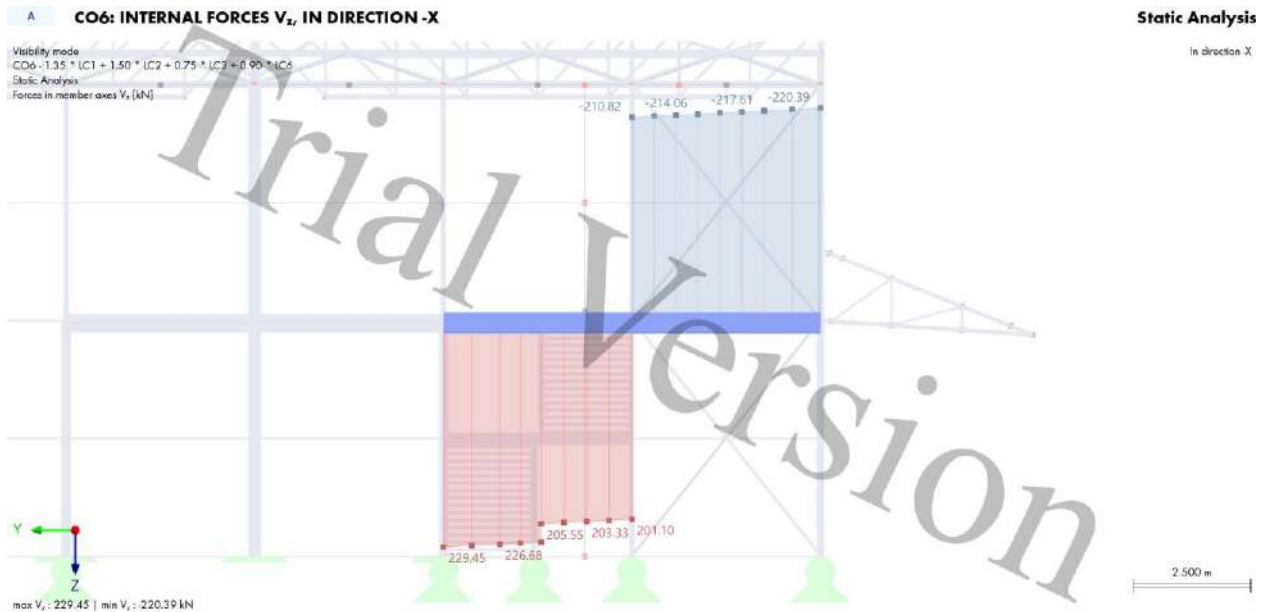 A CO6: INTERNAL FORCES Vz, IN DIRECTION -X
Static Analysis
Visibility mode
In direction -X
CO6 - 1.35 * LC1 + 1.50 * LC2 + 0.75 * LC3 + 0.90 * LC6
Static Analysis
Forces in member axes Vz [kN]
-210.82 -214.06 -217.61 -220.39
Trial Version
205.55 203.33 201.10
229.45 226.68
Y
Z
2.500 m
max Vz : 229.45 | min Vz : -220.39 kN